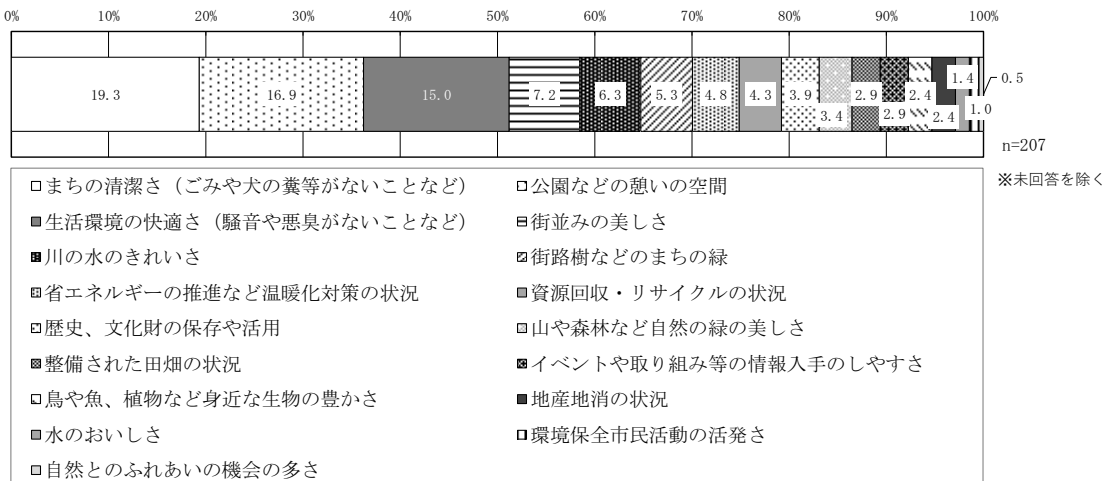 0% 10% 20% 30% 40% 50% 60% 70% 80% 90% 100%
19.3 16.9 15.0 7.2 6.3 5.3 4.8 4.3 3.9 3.4 2.9 2.9 2.4 2.4 1.4 1.0 0.5
n=207
※未回答を除く
まちの清潔さ（ごみや犬の糞等がないことなど） 公園などの憩いの空間
生活環境の快適さ（騒音や悪臭がないことなど） 街並みの美しさ
川の水のきれいさ 街路樹などのまちの緑
省エネルギーの推進など温暖化対策の状況 資源回収・リサイクルの状況
歴史、文化財の保存や活用 山や森林など自然の緑の美しさ
整備された田畑の状況 イベントや取り組み等の情報入手のしやすさ
鳥や魚、植物など身近な生物の豊かさ 地産地消の状況
水のおいしさ 環境保全市民活動の活発さ
自然とのふれあいの機会の多さ